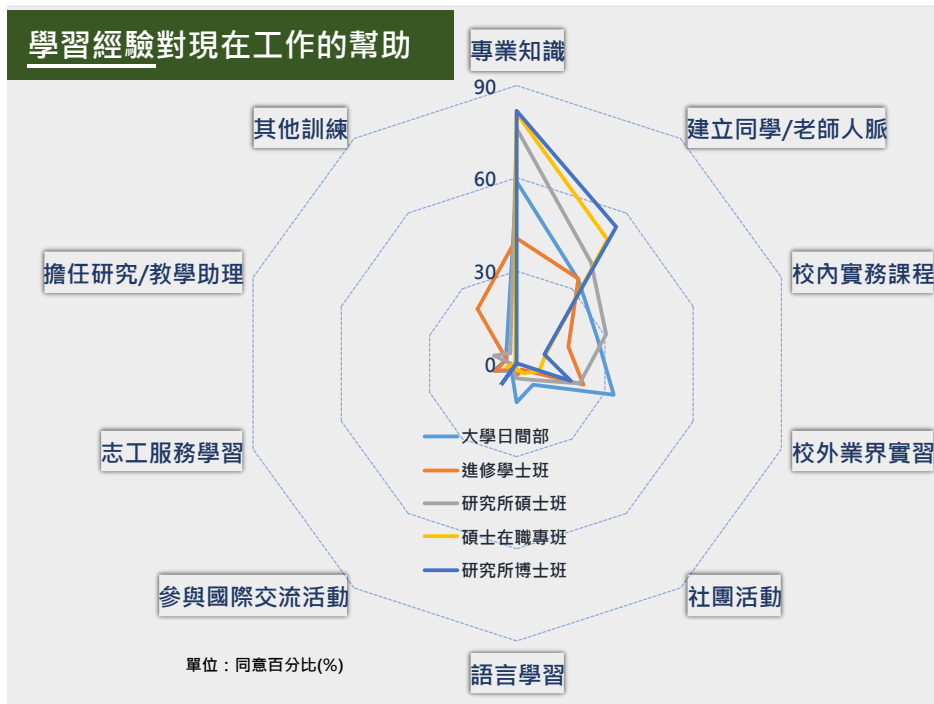 學習經驗對現在工作的幫助
專業知識
90
其他訓練
建立同學/老師人脈
60
擔任研究/教學助理
30
校內實務課程
0
大學日間部
志工服務學習
校外業界實習
進修學士班
研究所碩士班
碩士在職專班
研究所博士班
參與國際交流活動
社團活動
單位：同意百分比(%)
語言學習